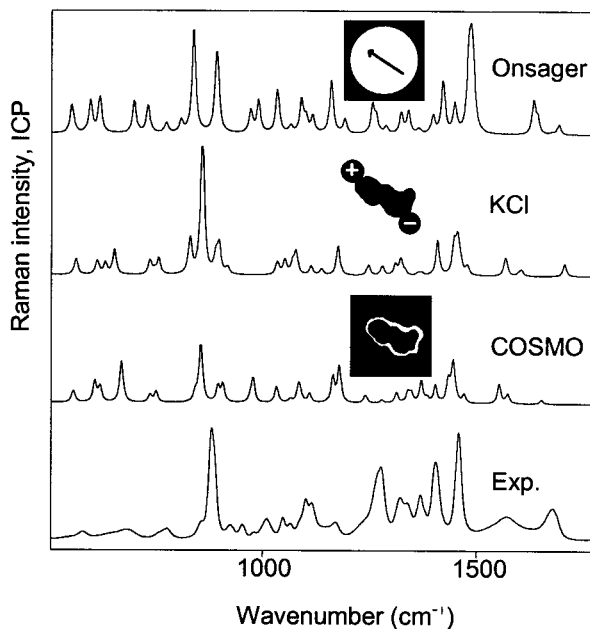 Raman intensity, ICP
Onsager
+
KCl
−
COSMO
Exp.
1000
1500
Wavenumber (cm⁻¹)